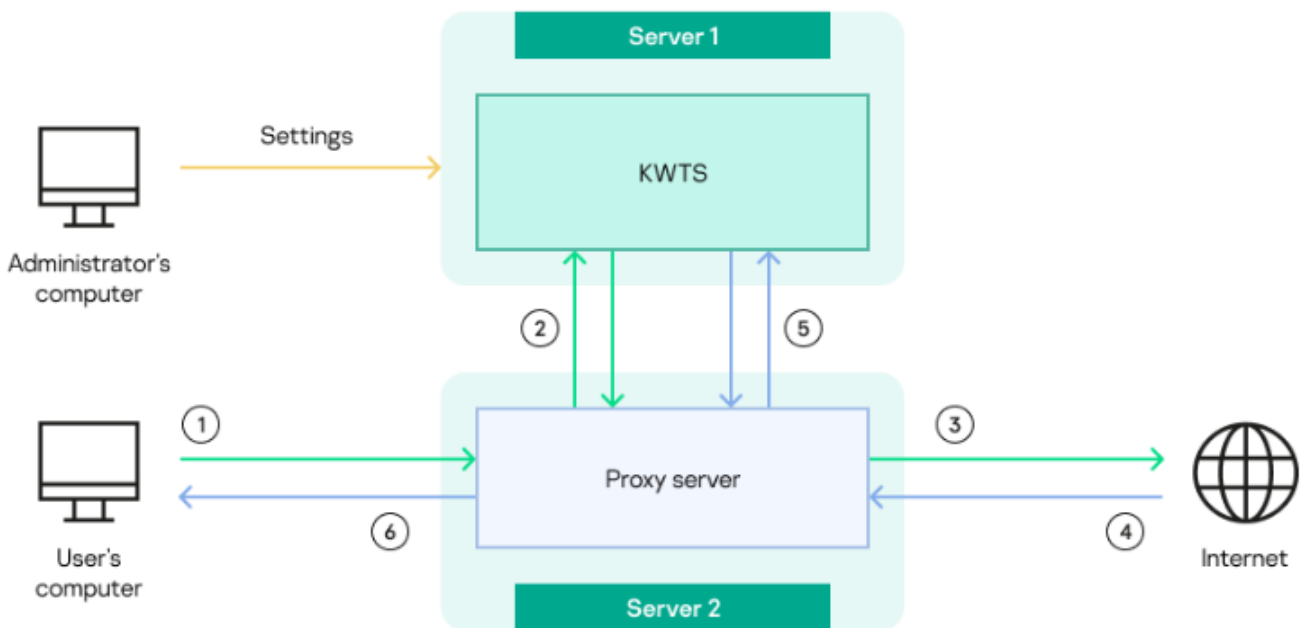 Server 1
Settings
KWTS
Administrator's
computer
2
5
1
3
Proxy server
6
4
User's
computer
Internet
Server 2